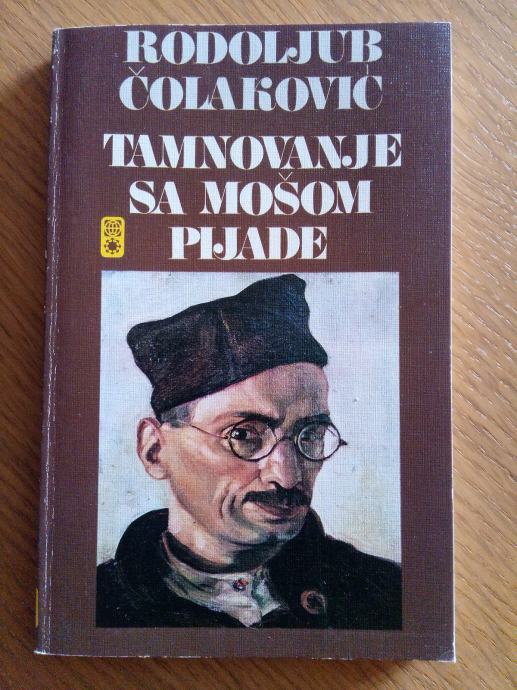 RODOLJUB
ČOLAKOVIĆ
TAMNOVANJE
SA MOŠOM
PIJADE